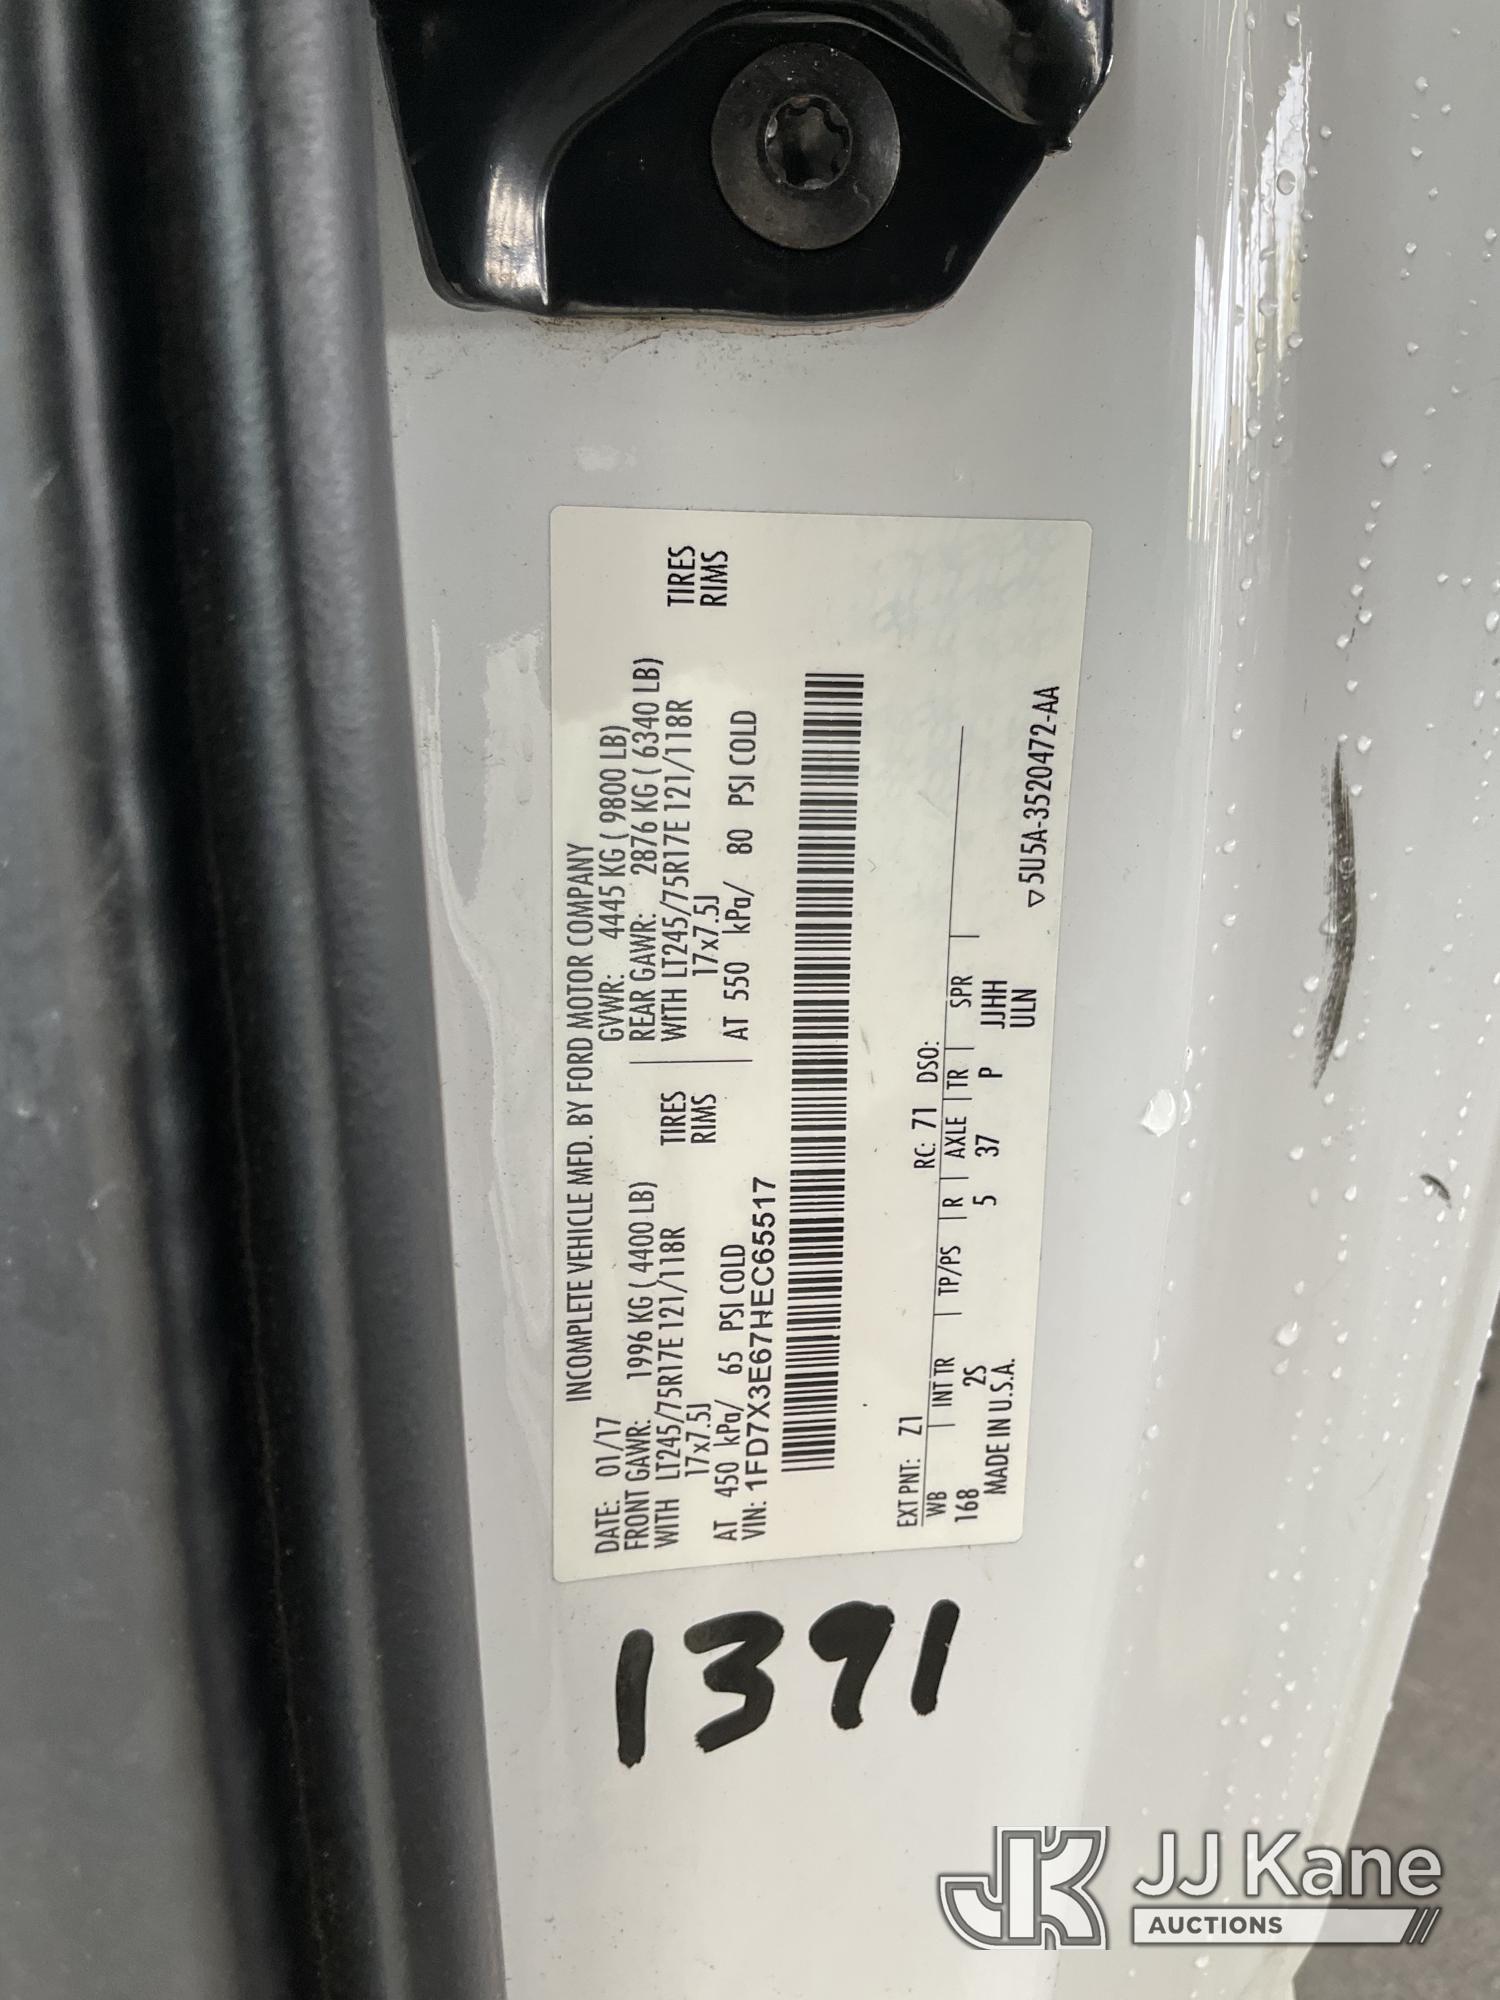 INCOMPLETE VEHICLE MFD. BY FORD MOTOR COMPANY
DATE: 01/17 GVWR: 4445 KG ( 9800 LB)
FRONT GAWR: 1996 KG ( 4400 LB) REAR GAWR: 2876 KG ( 6340 LB)
WITH LT245/75R17E 121/118R TIRES WITH LT245/75R17E 121/118R TIRES
17x7.5J RIMS 17x7.5J RIMS
AT 450 kPa/ 65 PSI COLD AT 550 kPa/ 80 PSI COLD
VIN: 1FD7X3E67HEC65517
EXT PNT: Z1 RC: 71 DSO:
WB INT TR TP/PS R AXLE TR SPR
168 2S 5 37 P JJHH
MADE IN U.S.A. ULN
▽5U5A-3520472-AA
1391
JK JJ Kane
AUCTIONS